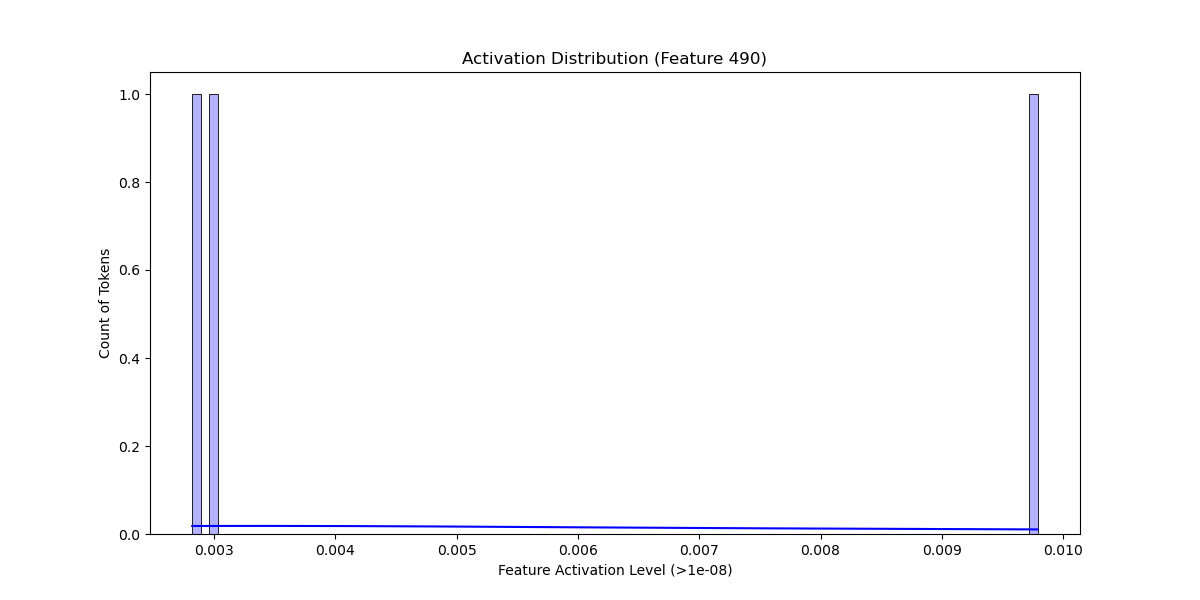 Activation Distribution (Feature 490)
1.0
0.8
0.6
0.4
0.2
0.0
Count of Tokens
0.003 0.004 0.005 0.006 0.007 0.008 0.009 0.010
Feature Activation Level (>1e-08)